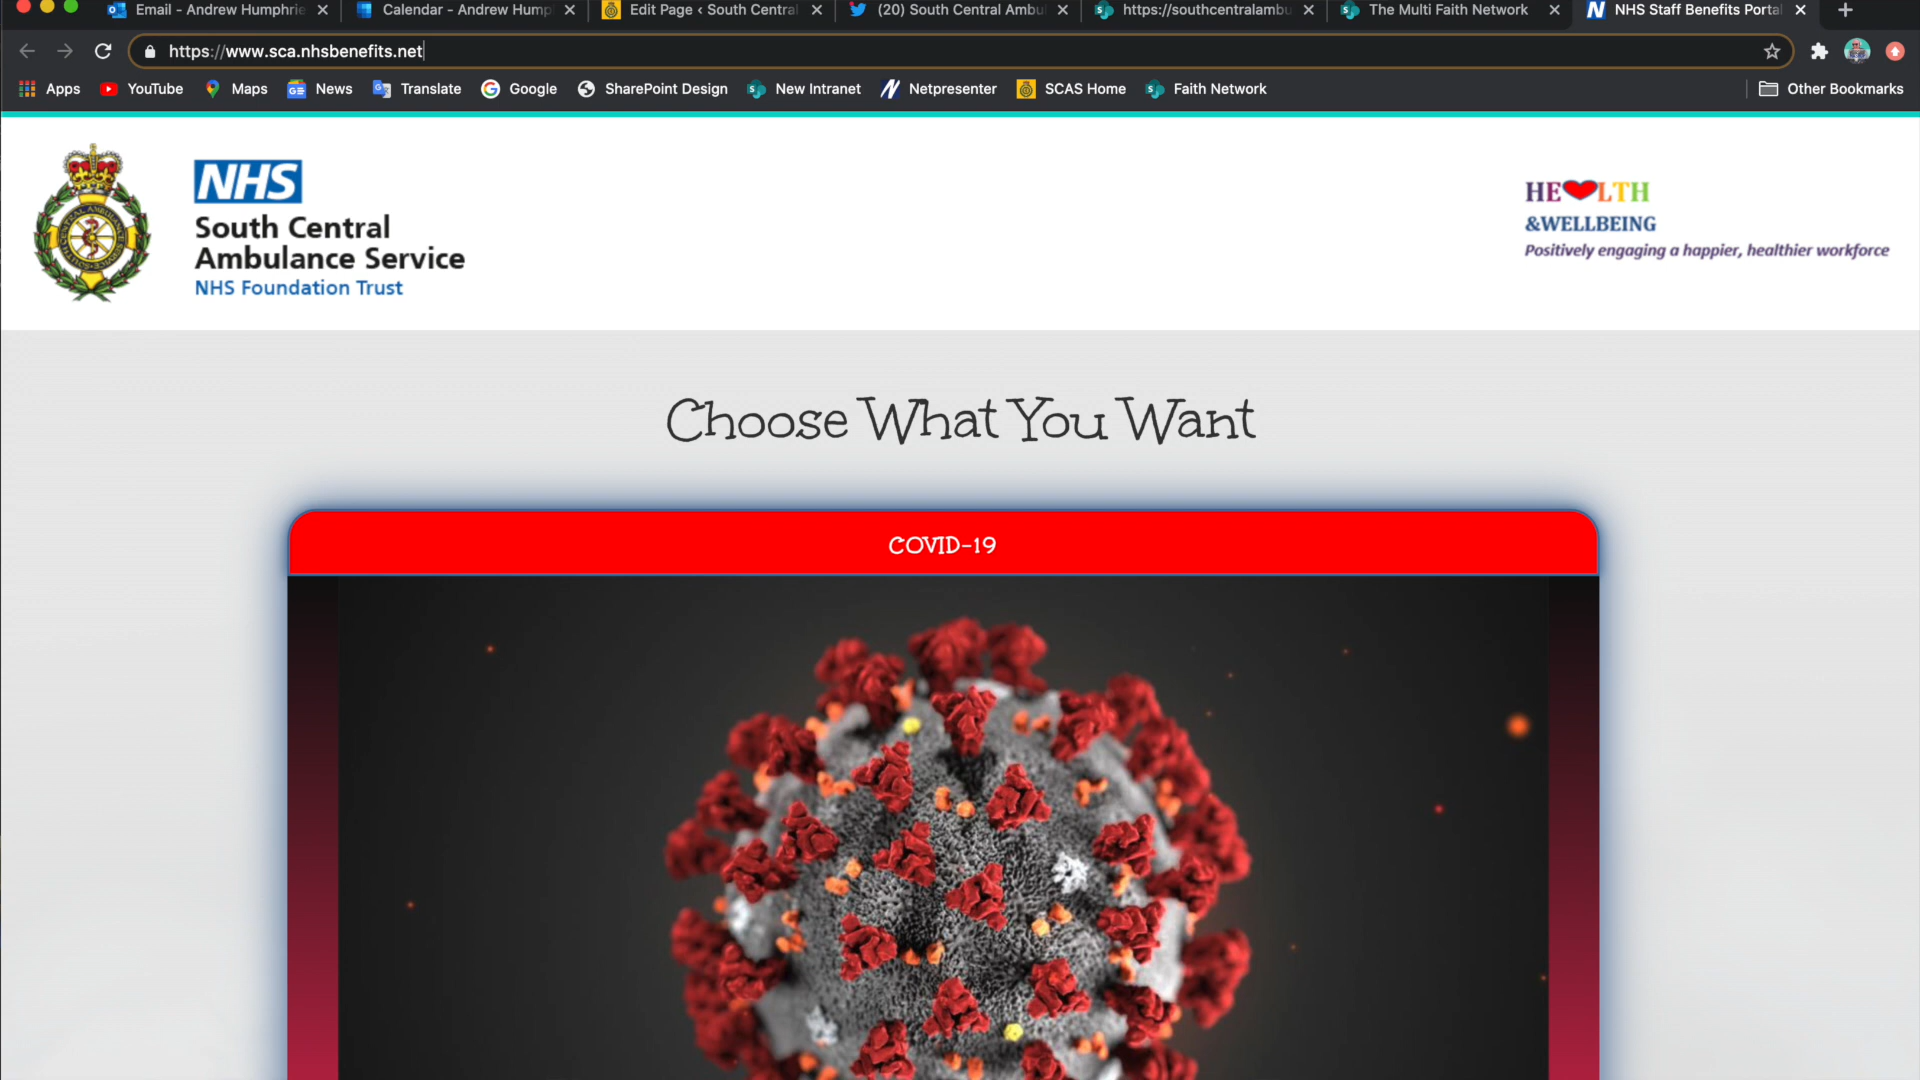 Email - Andrew Humphrie
Calendar - Andrew Hump
Edit Page ‹ South Central
(20) South Central Ambu
https://southcentralambu
The Multi Faith Network
NHS Staff Benefits Portal
https://www.sca.nhsbenefits.net
Apps
YouTube
Maps
News
Translate
Google
SharePoint Design
New Intranet
Netpresenter
SCAS Home
Faith Network
Other Bookmarks
NHS
South Central
Ambulance Service
NHS Foundation Trust
HE LTH
&WELLBEING
Positively engaging a happier, healthier workforce
Choose What You Want
COVID-19